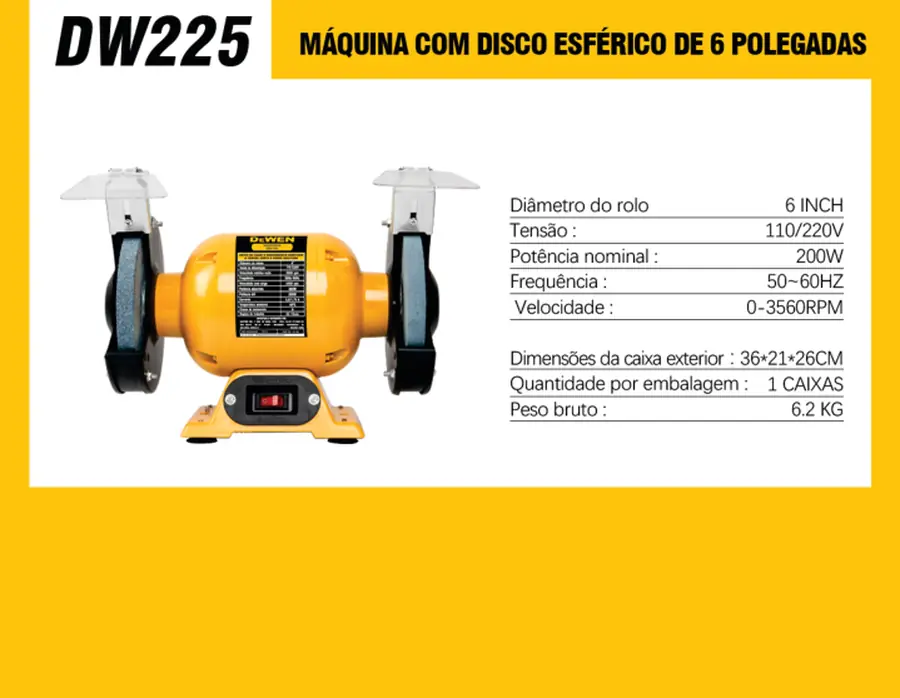 DW225
MÁQUINA COM DISCO ESFÉRICO DE 6 POLEGADAS
DEWEN
Diâmetro do rolo 6 INCH
Tensão : 110/220V
Potência nominal : 200W
Frequência : 50~60HZ
Velocidade : 0-3560RPM
Dimensões da caixa exterior : 36*21*26CM
Quantidade por embalagem : 1 CAIXAS
Peso bruto : 6.2 KG